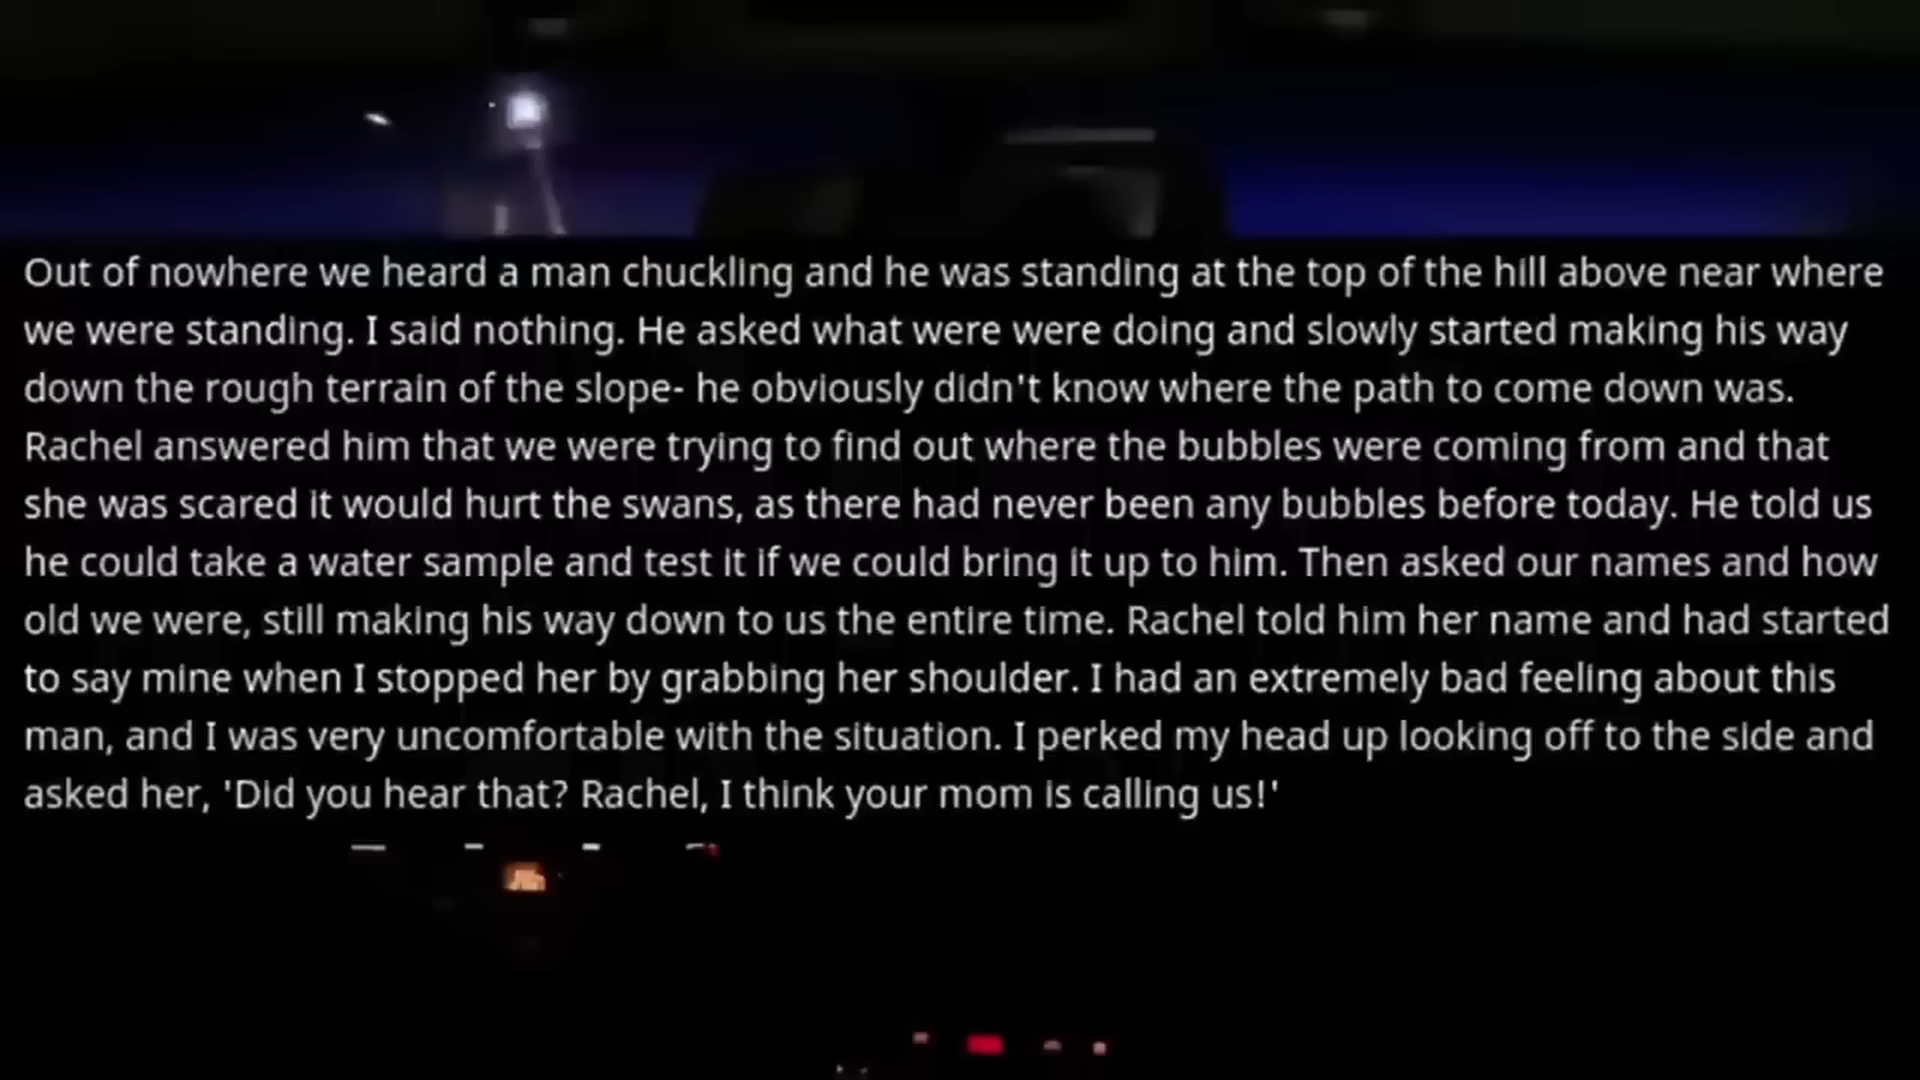 Out of nowhere we heard a man chuckling and he was standing at the top of the hill above near where
we were standing. I said nothing. He asked what were were doing and slowly started making his way
down the rough terrain of the slope- he obviously didn't know where the path to come down was.
Rachel answered him that we were trying to find out where the bubbles were coming from and that
she was scared it would hurt the swans, as there had never been any bubbles before today. He told us
he could take a water sample and test it if we could bring it up to him. Then asked our names and how
old we were, still making his way down to us the entire time. Rachel told him her name and had started
to say mine when I stopped her by grabbing her shoulder. I had an extremely bad feeling about this
man, and I was very uncomfortable with the situation. I perked my head up looking off to the side and
asked her, 'Did you hear that? Rachel, I think your mom is calling us!'